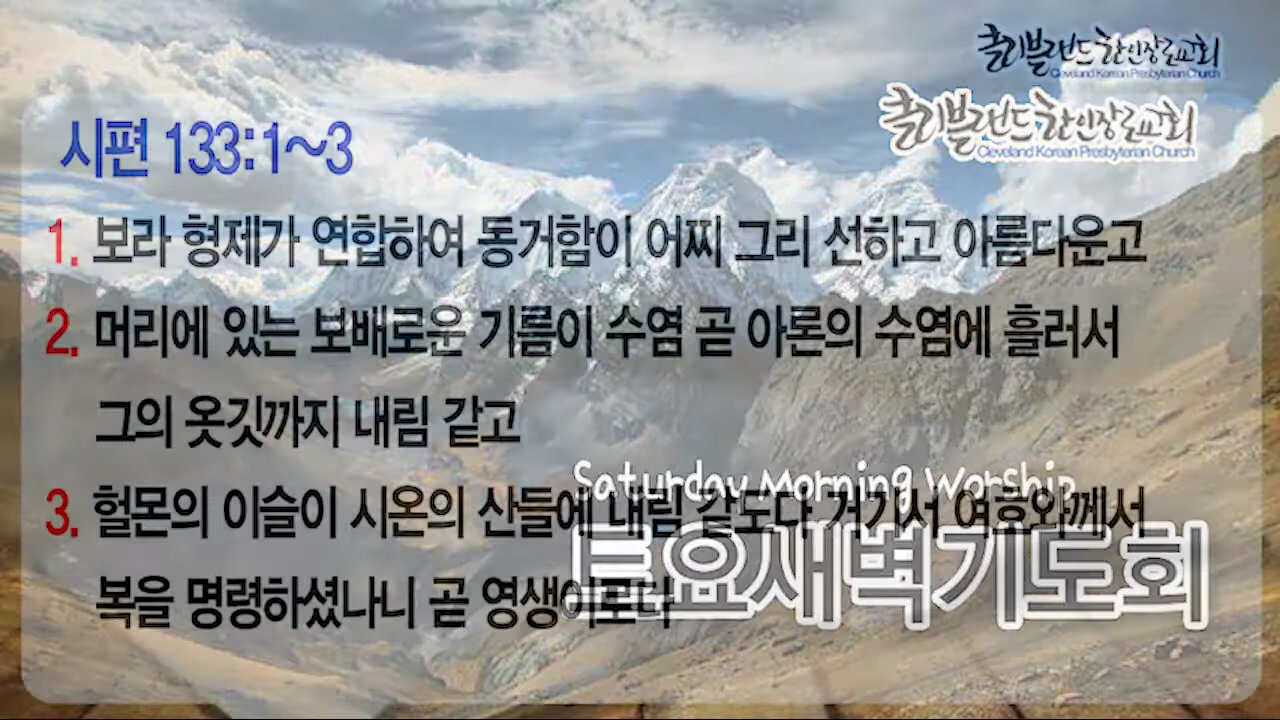 클리블랜드 한인장로교회
Cleveland Korean Presbyterian Church
클리블랜드 한인장로교회
Cleveland Korean Presbyterian Church
시편 133:1~3
1. 보라 형제가 연합하여 동거함이 어찌 그리 선하고 아름다운고
2. 머리에 있는 보배로운 기름이 수염 곧 아론의 수염에 흘러서
그의 옷깃까지 내림 같고
Saturday Morning Worship
3. 헐몬의 이슬이 시온의 산들에 내림 같도다 거기서 여호와께서
토요새벽기도회
복을 명령하셨나니 곧 영생이로다